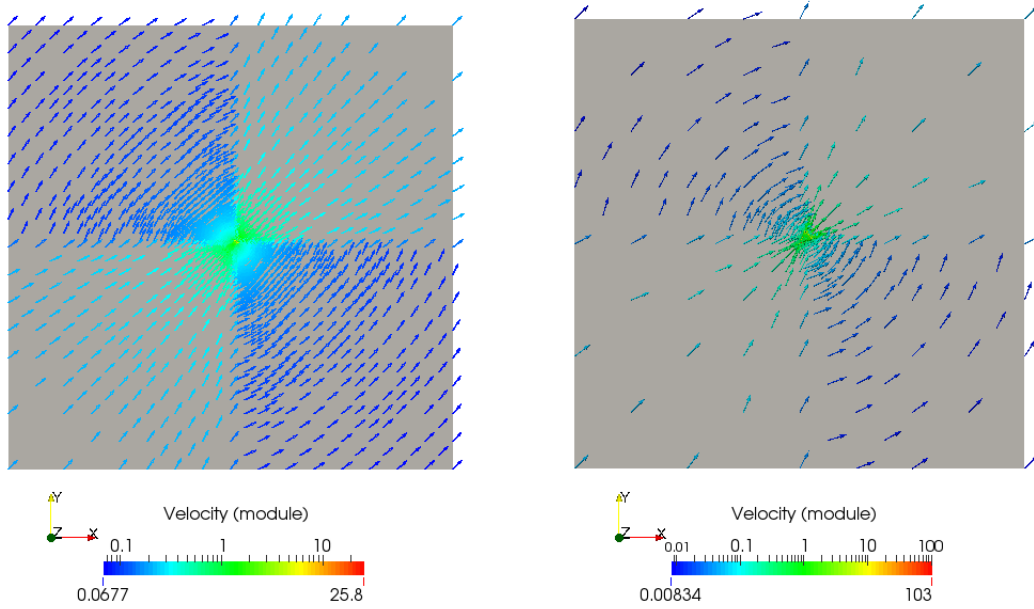 Y
Z X
Velocity (module)
0.1 1 10
0.0677 25.8
Y
Z X
Velocity (module)
0.01 0.1 1 10 100
0.00834 103